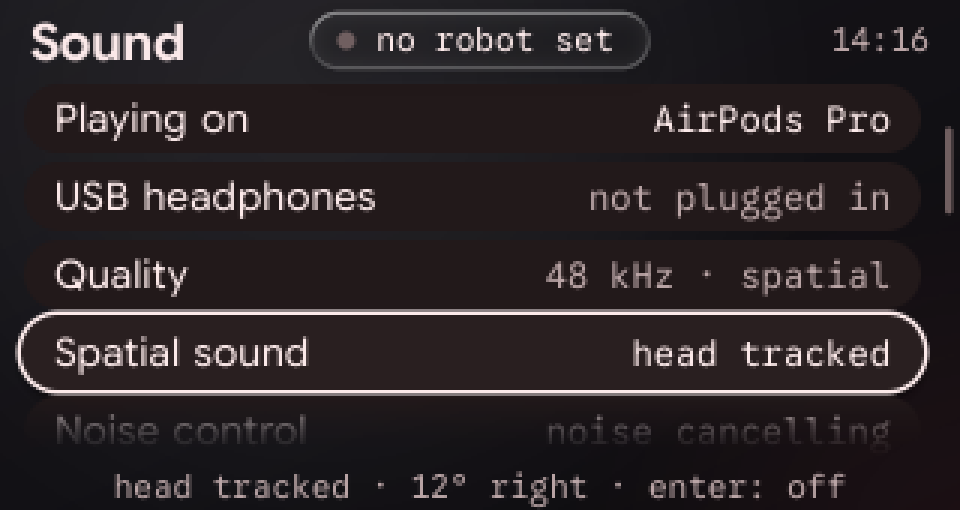 Sound
no robot set
14:16
Playing on AirPods Pro
USB headphones not plugged in
Quality 48 kHz · spatial
Spatial sound head tracked
Noise control noise cancelling
head tracked · 12° right · enter: off